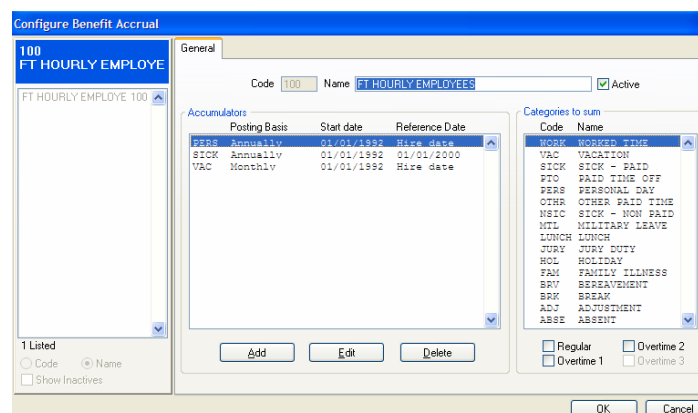 Configure Benefit Accrual
100
FT HOURLY EMPLOYE
FT HOURLY EMPLOYE 100
1 Listed
Code Name
Show Inactives
General
Code 100 Name FT HOURLY EMPLOYEES Active
Accumulators
Posting Basis Start date Reference Date
PERS Annually 01/01/1992 Hire date
SICK Annually 01/01/1992 01/01/2000
VAC Monthly 01/01/1992 Hire date
Add Edit Delete
Categories to sum
Code Name
WORK WORKED TIME
VAC VACATION
SICK SICK - PAID
PTO PAID TIME OFF
PERS PERSONAL DAY
OTHR OTHER PAID TIME
NSIC SICK - NON PAID
MTL MILITARY LEAVE
LUNCH LUNCH
JURY JURY DUTY
HOL HOLIDAY
FAM FAMILY ILLNESS
BRV BEREAVEMENT
BRK BREAK
ADJ ADJUSTMENT
ABSE ABSENT
Regular Overtime 2
Overtime 1 Overtime 3
OK Cancel